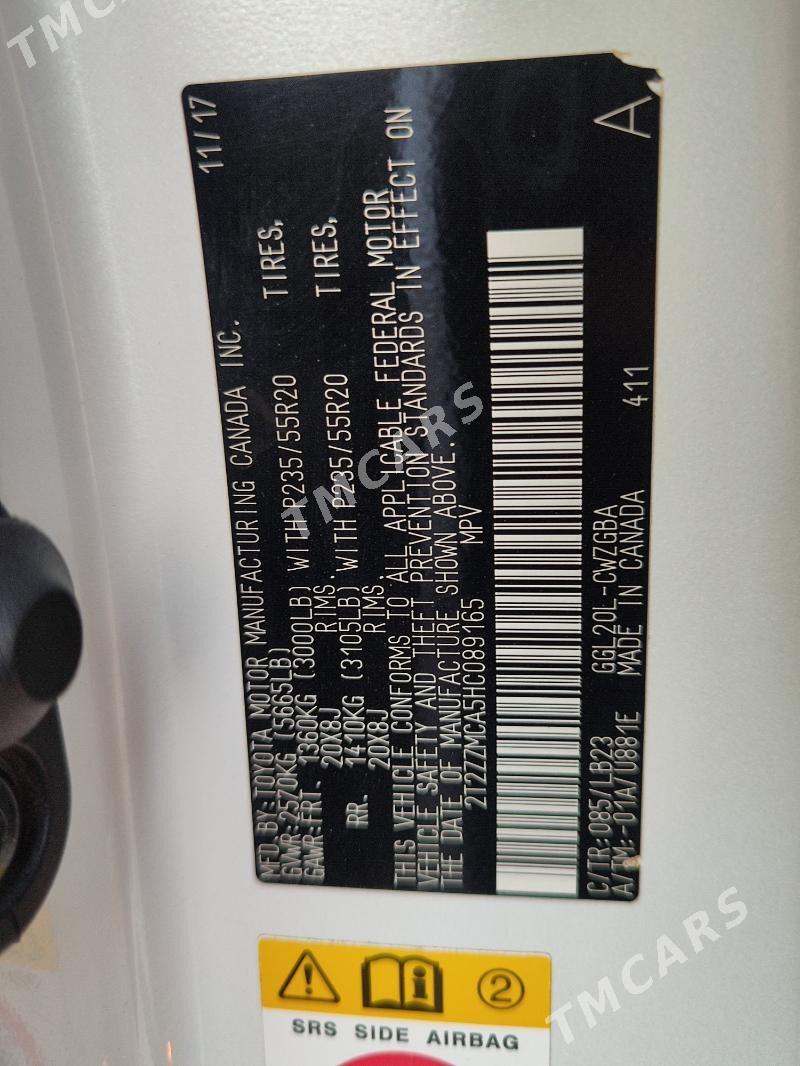 TMCARS
11/17
MFD. BY: TOYOTA MOTOR MANUFACTURING CANADA INC.
GVWR: 2570KG (5665LB)
GAWR: FRT. 1360KG (3000LB) WITH P235/55R20 TIRES,
20X8J RIMS.
RR. 1410KG (3105LB) WITH P235/55R20 TIRES,
20X8J RIMS
THIS VEHICLE CONFORMS TO ALL APPLICABLE FEDERAL MOTOR
VEHICLE SAFETY AND THEFT PREVENTION STANDARDS IN EFFECT ON
THE DATE OF MANUFACTURE SHOWN ABOVE.
2T2ZZMCA5HC089165 MPV
A
C/TR: 085/LB23 GGL20L-CWZGBA 411
A/TM: -01A/U881E MADE IN CANADA
TMCARS
TMCARS
2
SRS SIDE AIRBAG